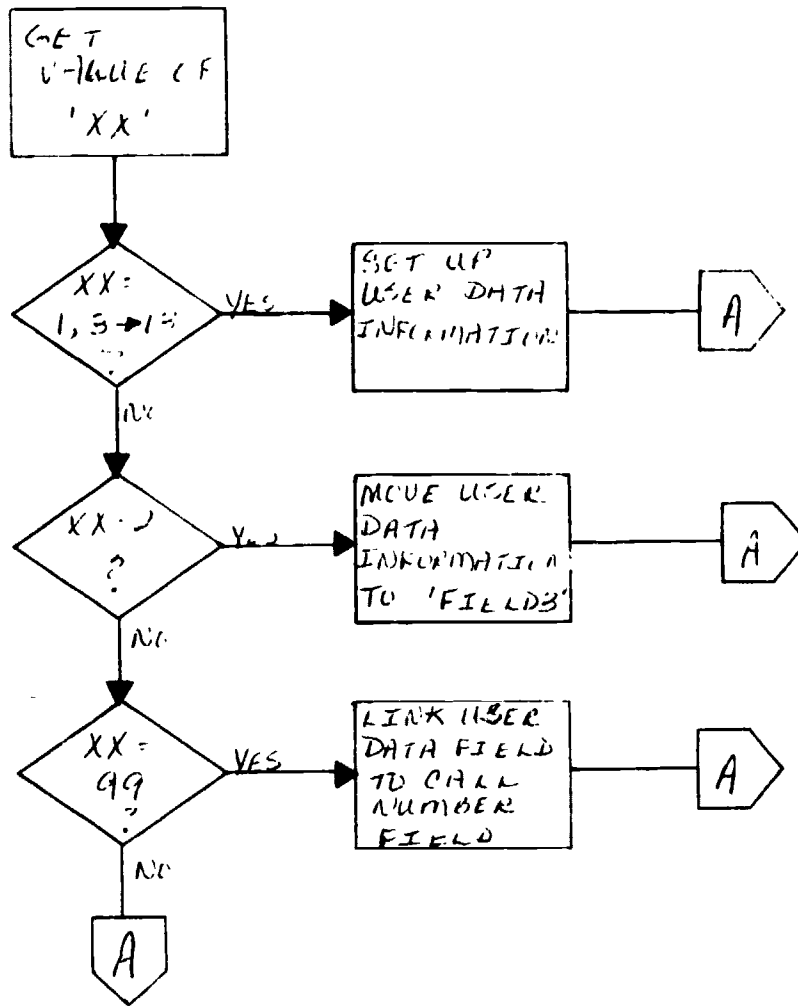 GET
VALUE OF
'XX'
XX=
1, 3→13
?
YES
SET UP
USER DATA
INFORMATION
A
NO
XX=2
?
YES
MOVE USER
DATA
INFORMATION
TO 'FIELD3'
A
NO
XX=
99
?
YES
LINK USER
DATA FIELD
TO CALL
NUMBER
FIELD
A
NO
A